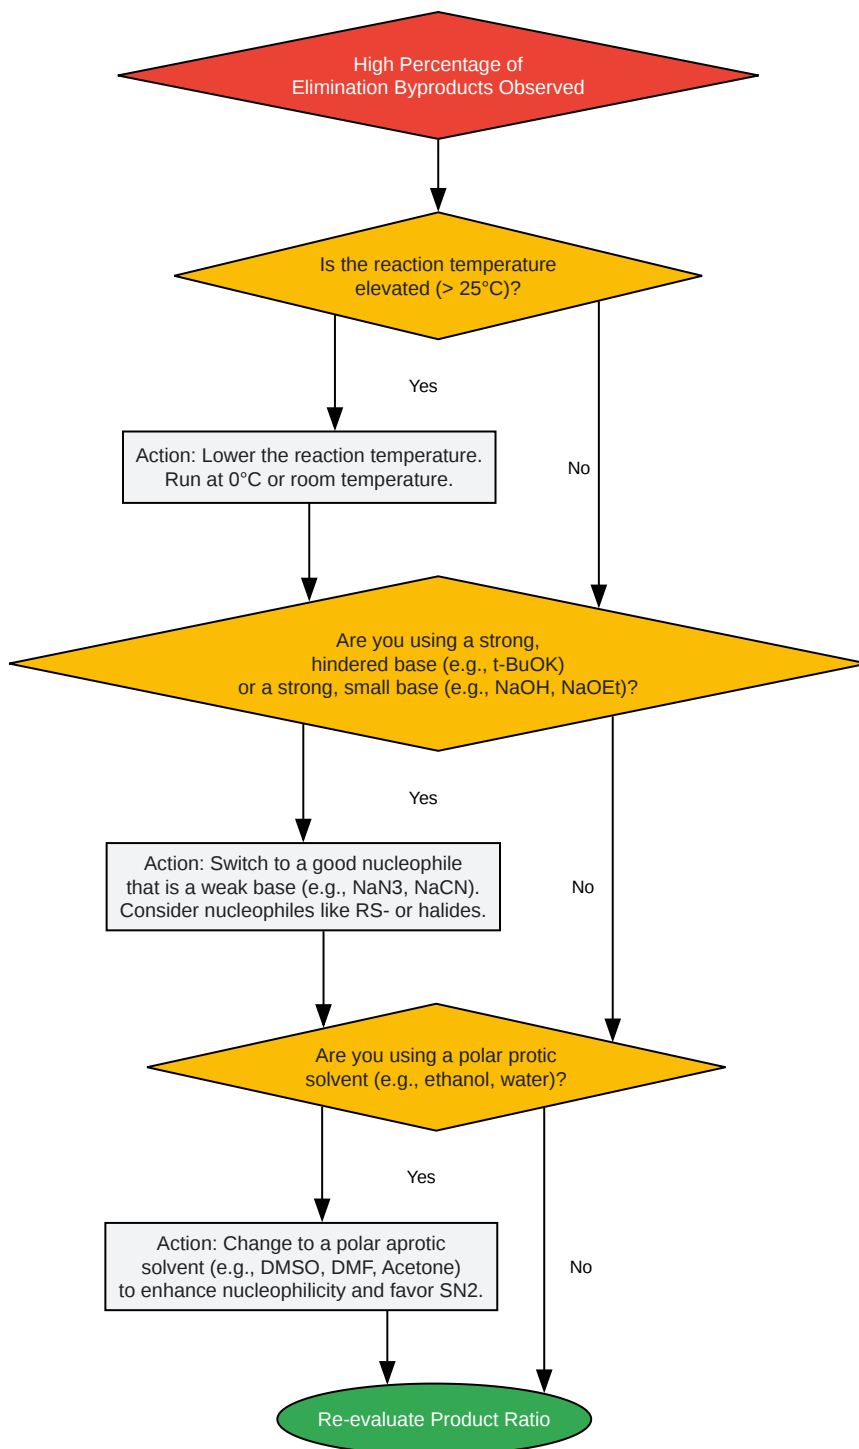 High Percentage of
Elimination Byproducts Observed
Is the reaction temperature
elevated (> 25°C)?
Yes
Action: Lower the reaction temperature.
Run at 0°C or room temperature.
No
Are you using a strong,
hindered base (e.g., t-BuOK)
or a strong, small base (e.g., NaOH, NaOEt)?
Yes
Action: Switch to a good nucleophile
that is a weak base (e.g., NaN3, NaCN).
Consider nucleophiles like RS- or halides.
No
Are you using a polar protic
solvent (e.g., ethanol, water)?
Yes
Action: Change to a polar aprotic
solvent (e.g., DMSO, DMF, Acetone)
to enhance nucleophilicity and favor SN2.
No
Re-evaluate Product Ratio